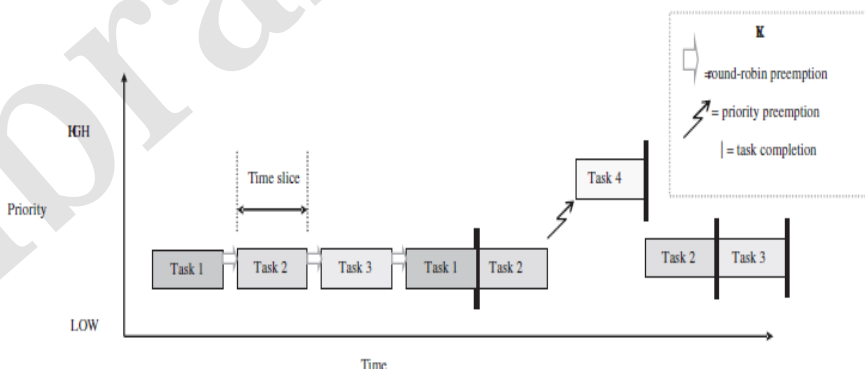 K
=round-robin preemption
= priority preemption
| = task completion
HGH
Time slice
Task 4
Priority
Task 1
Task 2
Task 3
Task 1
Task 2
Task 2
Task 3
LOW
Time